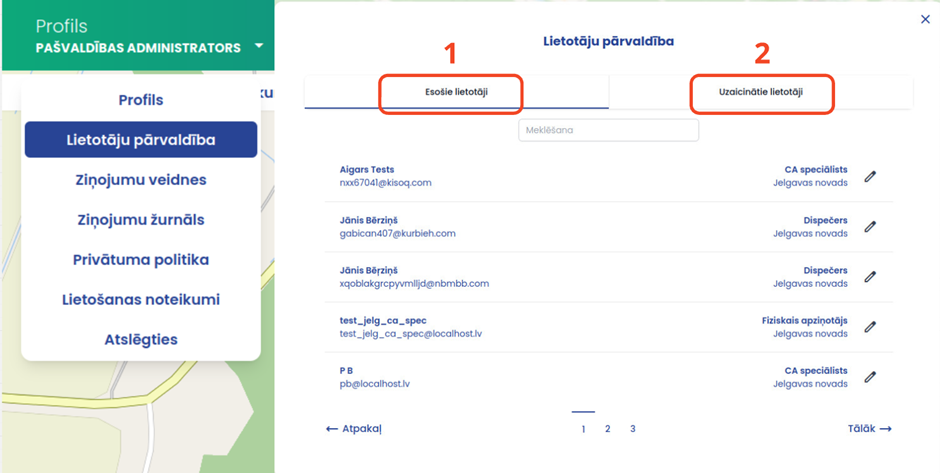 Profils
PAŠVALDĪBAS ADMINISTRATORS
ku
Profils
Lietotāju pārvaldība
Ziņojumu veidnes
Ziņojumu žurnāls
Privātuma politika
Lietošanas noteikumi
Atslēgties
Lietotāju pārvaldība
1
2
Esošie lietotāji
Uzaicinātie lietotāji
Meklēšana
Aigars Tests
CA speciālists
nxx67041@kisoq.com
Jelgavas novads
Jānis Bērziņš
Dispečers
gabican407@kurbieh.com
Jelgavas novads
Jānis Bērziņš
Dispečers
xqoblakgrcpyvmlljd@nbmbb.com
Jelgavas novads
test_jelg_ca_spec
Fiziskais apziņotājs
test_jelg_ca_spec@localhost.lv
Jelgavas novads
P B
CA speciālists
pb@localhost.lv
Jelgavas novads
← Atpakaļ
1 2 3
Tālāk →